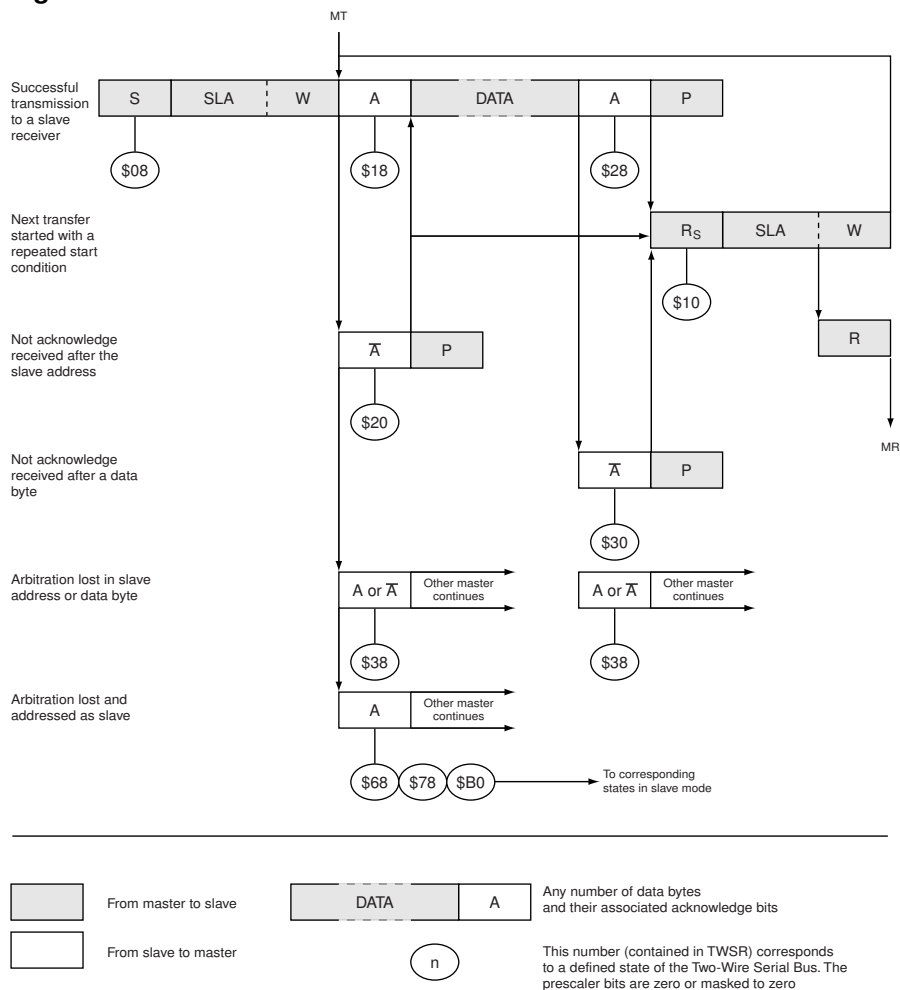 MT
Successful
transmission
to a slave
receiver
S SLA W A DATA A P
$08 $18 $28
Next transfer
started with a
repeated start
condition
RS SLA W
$10
Not acknowledge
received after the
slave address
A̅ P
R
$20
MR
Not acknowledge
received after a data
byte
A̅ P
$30
Arbitration lost in slave
address or data byte
A or A̅ Other master
continues
A or A̅ Other master
continues
$38 $38
Arbitration lost and
addressed as slave
A Other master
continues
$68 $78 $B0
To corresponding
states in slave mode
From master to slave
DATA A
Any number of data bytes
and their associated acknowledge bits
From slave to master
n
This number (contained in TWSR) corresponds
to a defined state of the Two-Wire Serial Bus. The
prescaler bits are zero or masked to zero